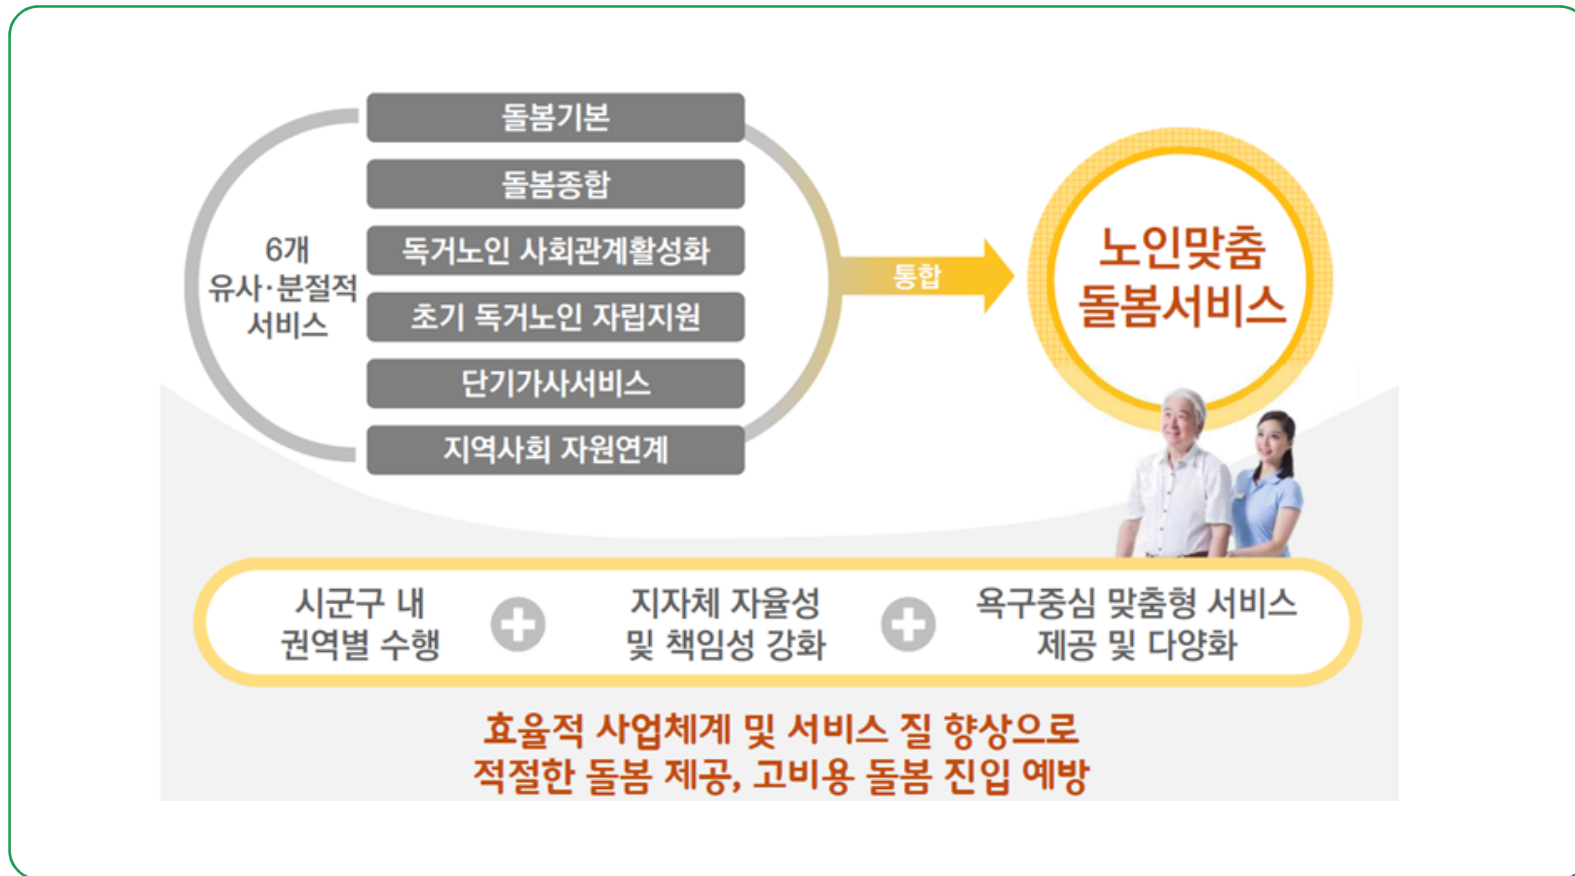 돌봄기본
돌봄종합
독거노인 사회관계활성화
초기 독거노인 자립지원
단기가사서비스
지역사회 자원연계
6개
유사·분절적
서비스
통합
노인맞춤
돌봄서비스
시군구 내
권역별 수행
지자체 자율성
및 책임성 강화
욕구중심 맞춤형 서비스
제공 및 다양화
효율적 사업체계 및 서비스 질 향상으로
적절한 돌봄 제공, 고비용 돌봄 진입 예방